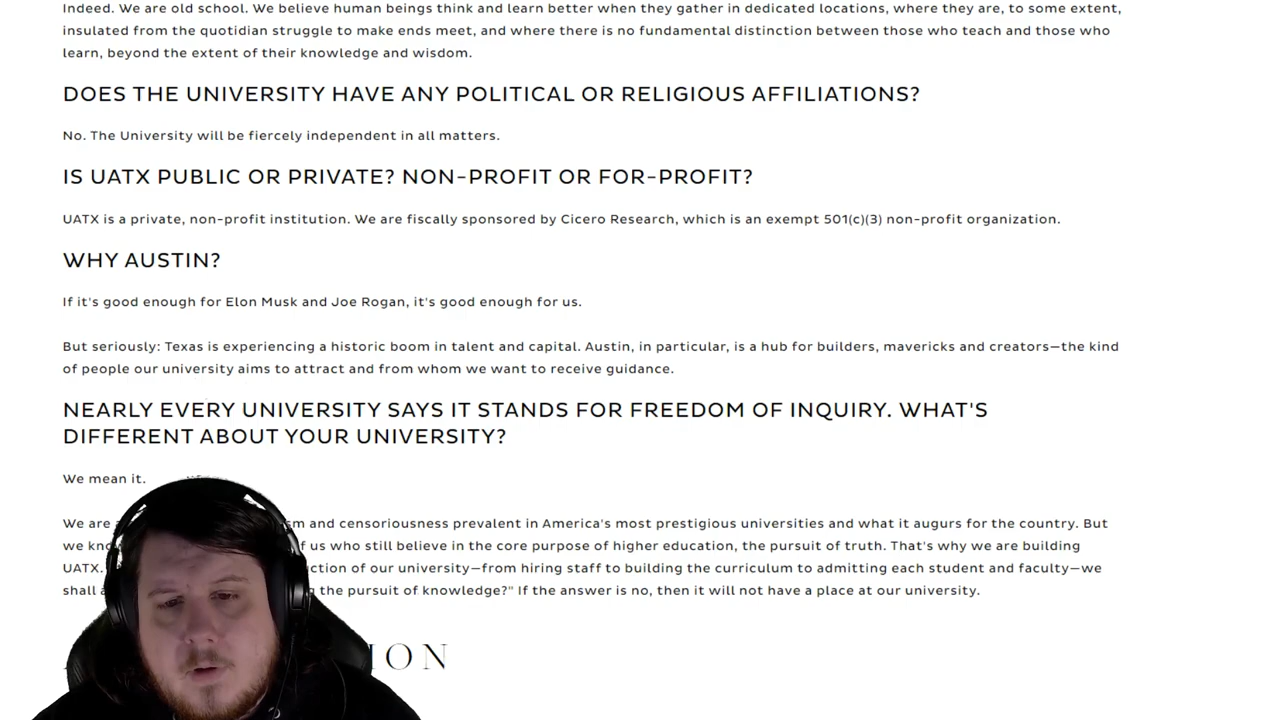 Indeed. We are old school. We believe human beings think and learn better when they gather in dedicated locations, where they are, to some extent,
insulated from the quotidian struggle to make ends meet, and where there is no fundamental distinction between those who teach and those who
learn, beyond the extent of their knowledge and wisdom.
DOES THE UNIVERSITY HAVE ANY POLITICAL OR RELIGIOUS AFFILIATIONS?
No. The University will be fiercely independent in all matters.
IS UATX PUBLIC OR PRIVATE? NON-PROFIT OR FOR-PROFIT?
UATX is a private, non-profit institution. We are fiscally sponsored by Cicero Research, which is an exempt 501(c)(3) non-profit organization.
WHY AUSTIN?
If it's good enough for Elon Musk and Joe Rogan, it's good enough for us.
But seriously: Texas is experiencing a historic boom in talent and capital. Austin, in particular, is a hub for builders, mavericks and creators—the kind
of people our university aims to attract and from whom we want to receive guidance.
NEARLY EVERY UNIVERSITY SAYS IT STANDS FOR FREEDOM OF INQUIRY. WHAT'S
DIFFERENT ABOUT YOUR UNIVERSITY?
We mean it.
We are and censoriousness prevalent in America's most prestigious universities and what it augurs for the country. But
we us who still believe in the core purpose of higher education, the pursuit of truth. That's why we are building
UATX. of our university—from hiring staff to building the curriculum to admitting each student and faculty—we
shall the pursuit of knowledge?" If the answer is no, then it will not have a place at our university.